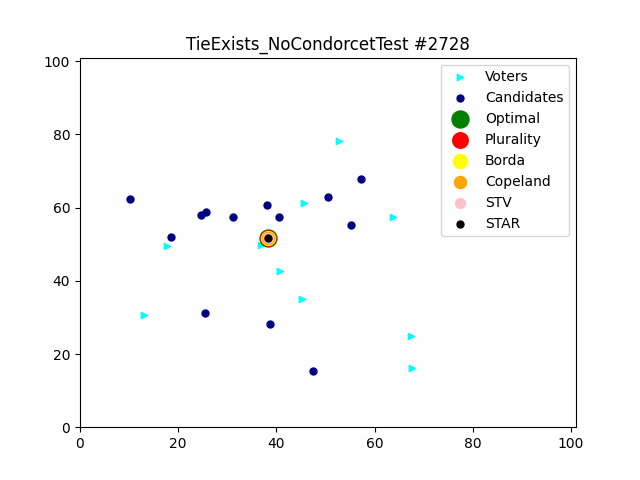 TieExists_NoCondorcetTest #2728
100
80
60
40
20
0
0 20 40 60 80 100
Voters
Candidates
Optimal
Plurality
Borda
Copeland
STV
STAR